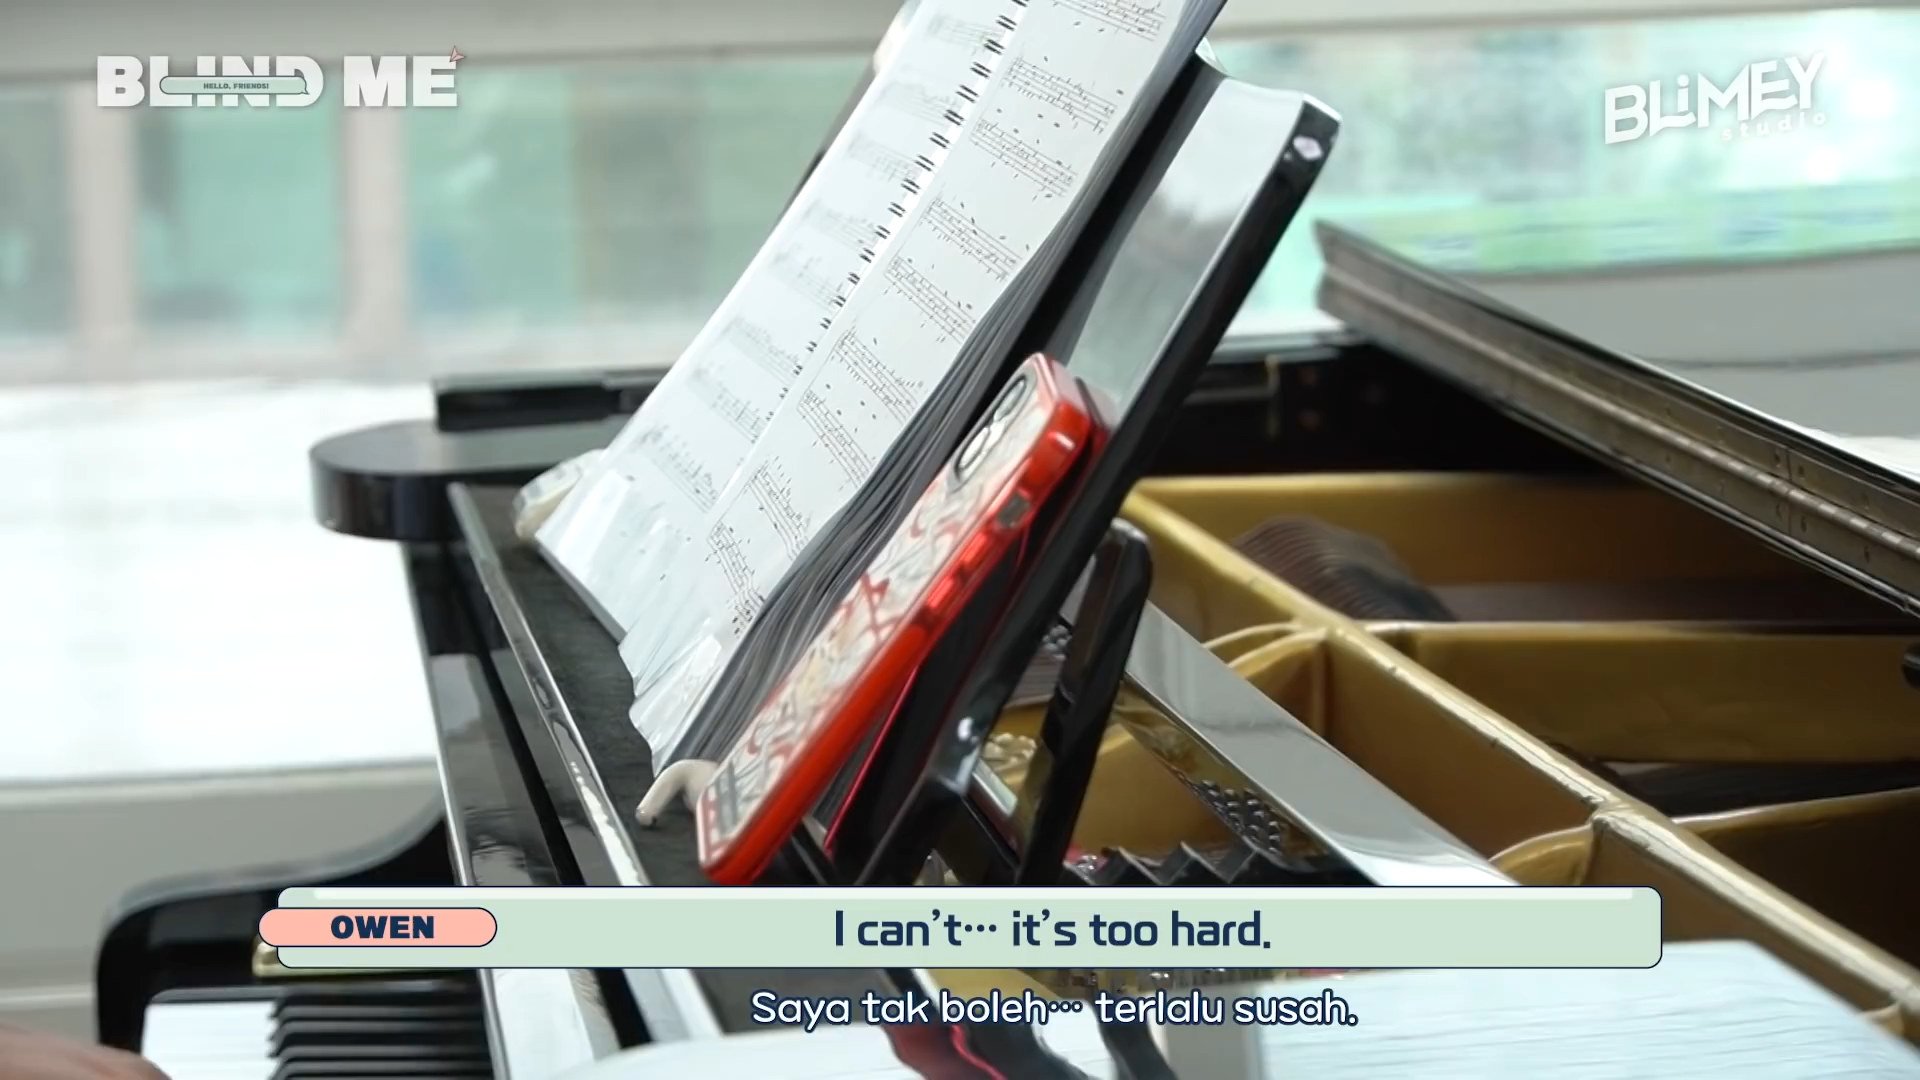 BLIND ME
HELLO, FRIENDS!
BLiMEY
studio
OWEN
I can't… it's too hard.
Saya tak boleh… terlalu susah.